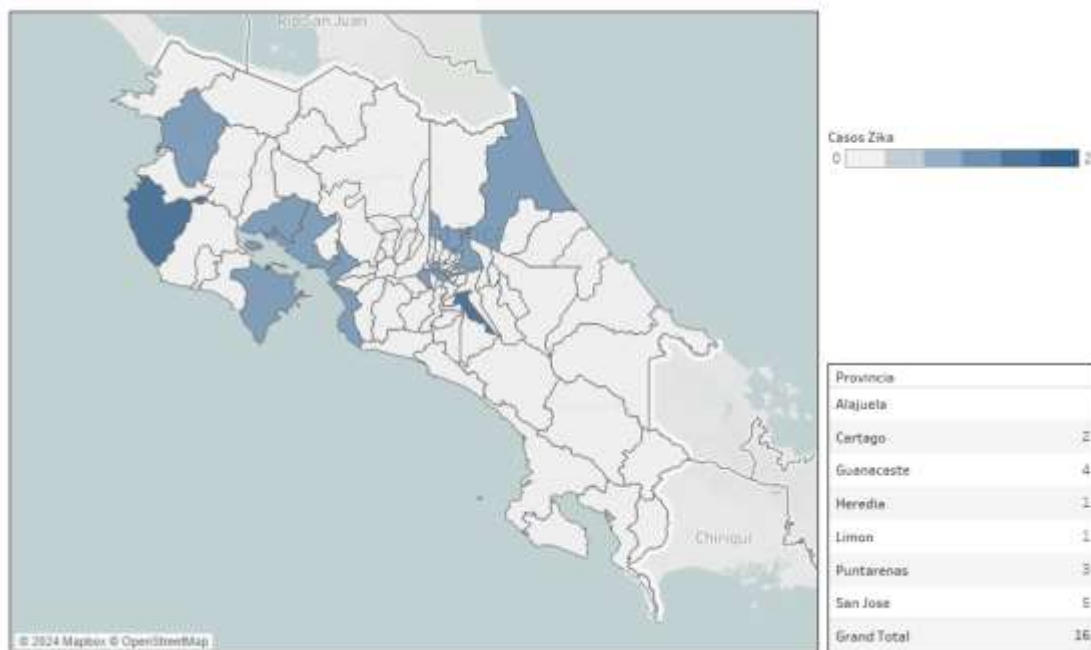 Rio San Juan
Casos Zika
0 2
Provincia
Alajuela
Cartago 2
Guanacaste 4
Heredia 1
Limon 1
Puntarenas 3
San Jose 5
Grand Total 16
Chiriquí
© 2024 Mapbox © OpenStreetMap